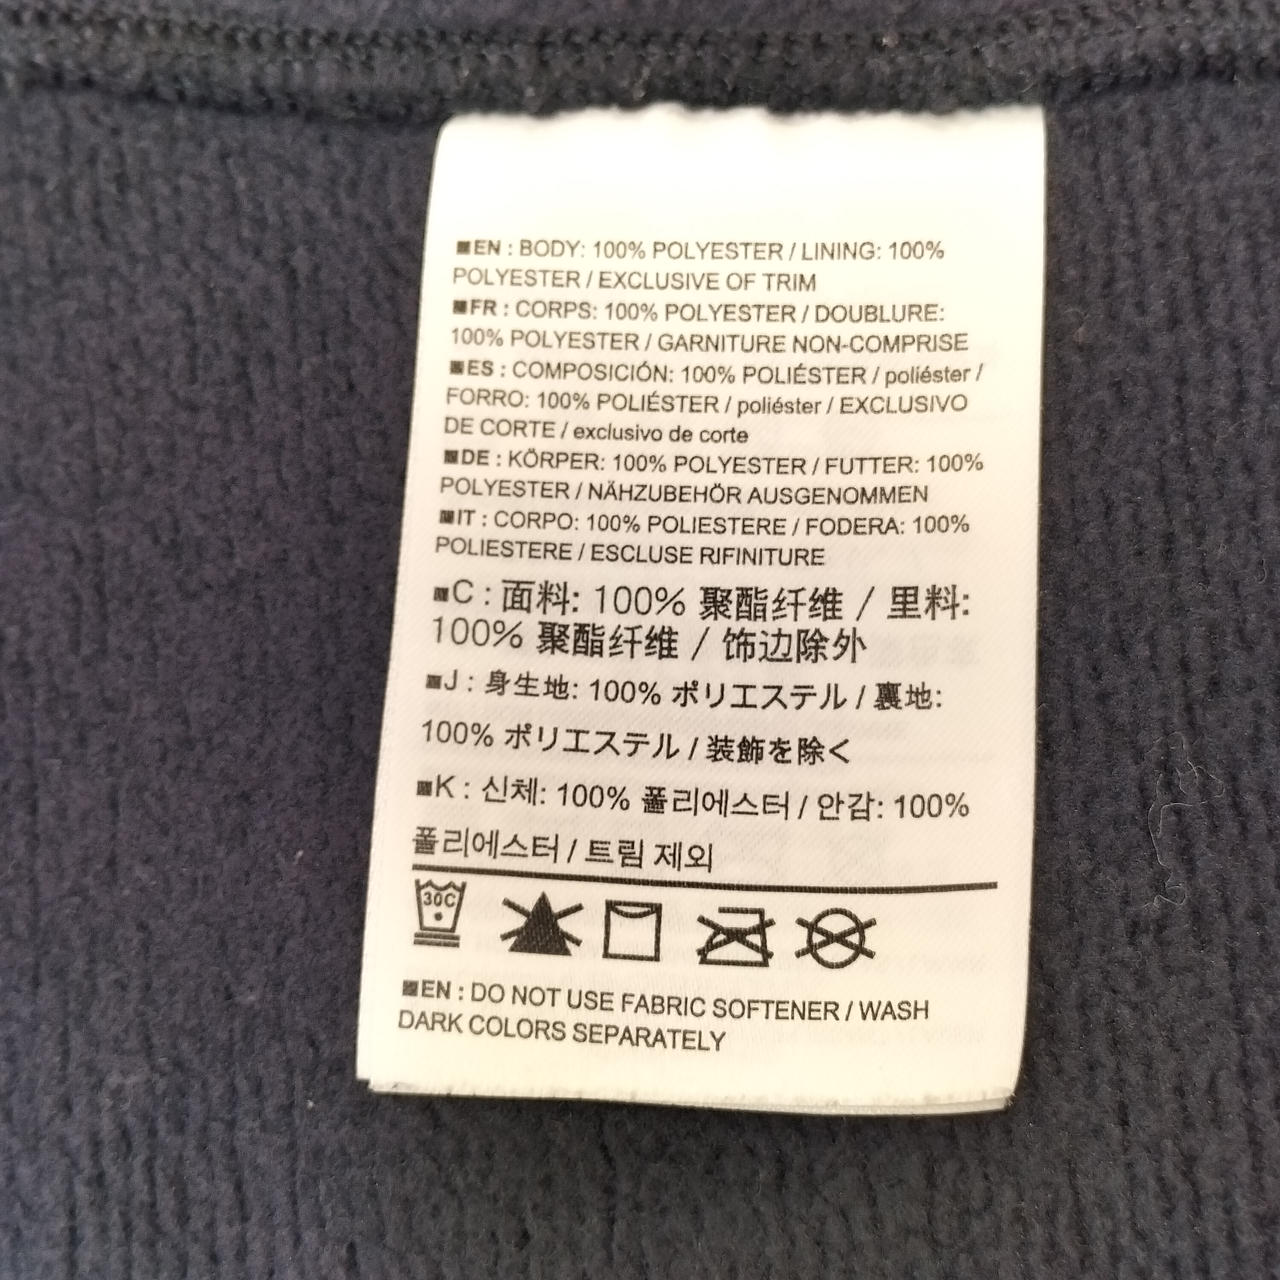 EN : BODY: 100% POLYESTER / LINING: 100%
POLYESTER / EXCLUSIVE OF TRIM
FR : CORPS: 100% POLYESTER / DOUBLURE:
100% POLYESTER / GARNITURE NON-COMPRISE
ES : COMPOSICIÓN: 100% POLIÉSTER / poliéster /
FORRO: 100% POLIÉSTER / poliéster / EXCLUSIVO
DE CORTE / exclusivo de corte
DE : KÖRPER: 100% POLYESTER / FUTTER: 100%
POLYESTER / NÄHZUBEHÖR AUSGENOMMEN
IT : CORPO: 100% POLIESTERE / FODERA: 100%
POLIESTERE / ESCLUSE RIFINITURE
C : 面料: 100% 聚酯纤维 / 里料:
100% 聚酯纤维 / 饰边除外
J : 身生地: 100% ポリエステル / 裏地:
100% ポリエステル / 装飾を除く
K : 신체: 100% 폴리에스터 / 안감: 100%
폴리에스터 / 트림 제외
30C
EN : DO NOT USE FABRIC SOFTENER / WASH
DARK COLORS SEPARATELY